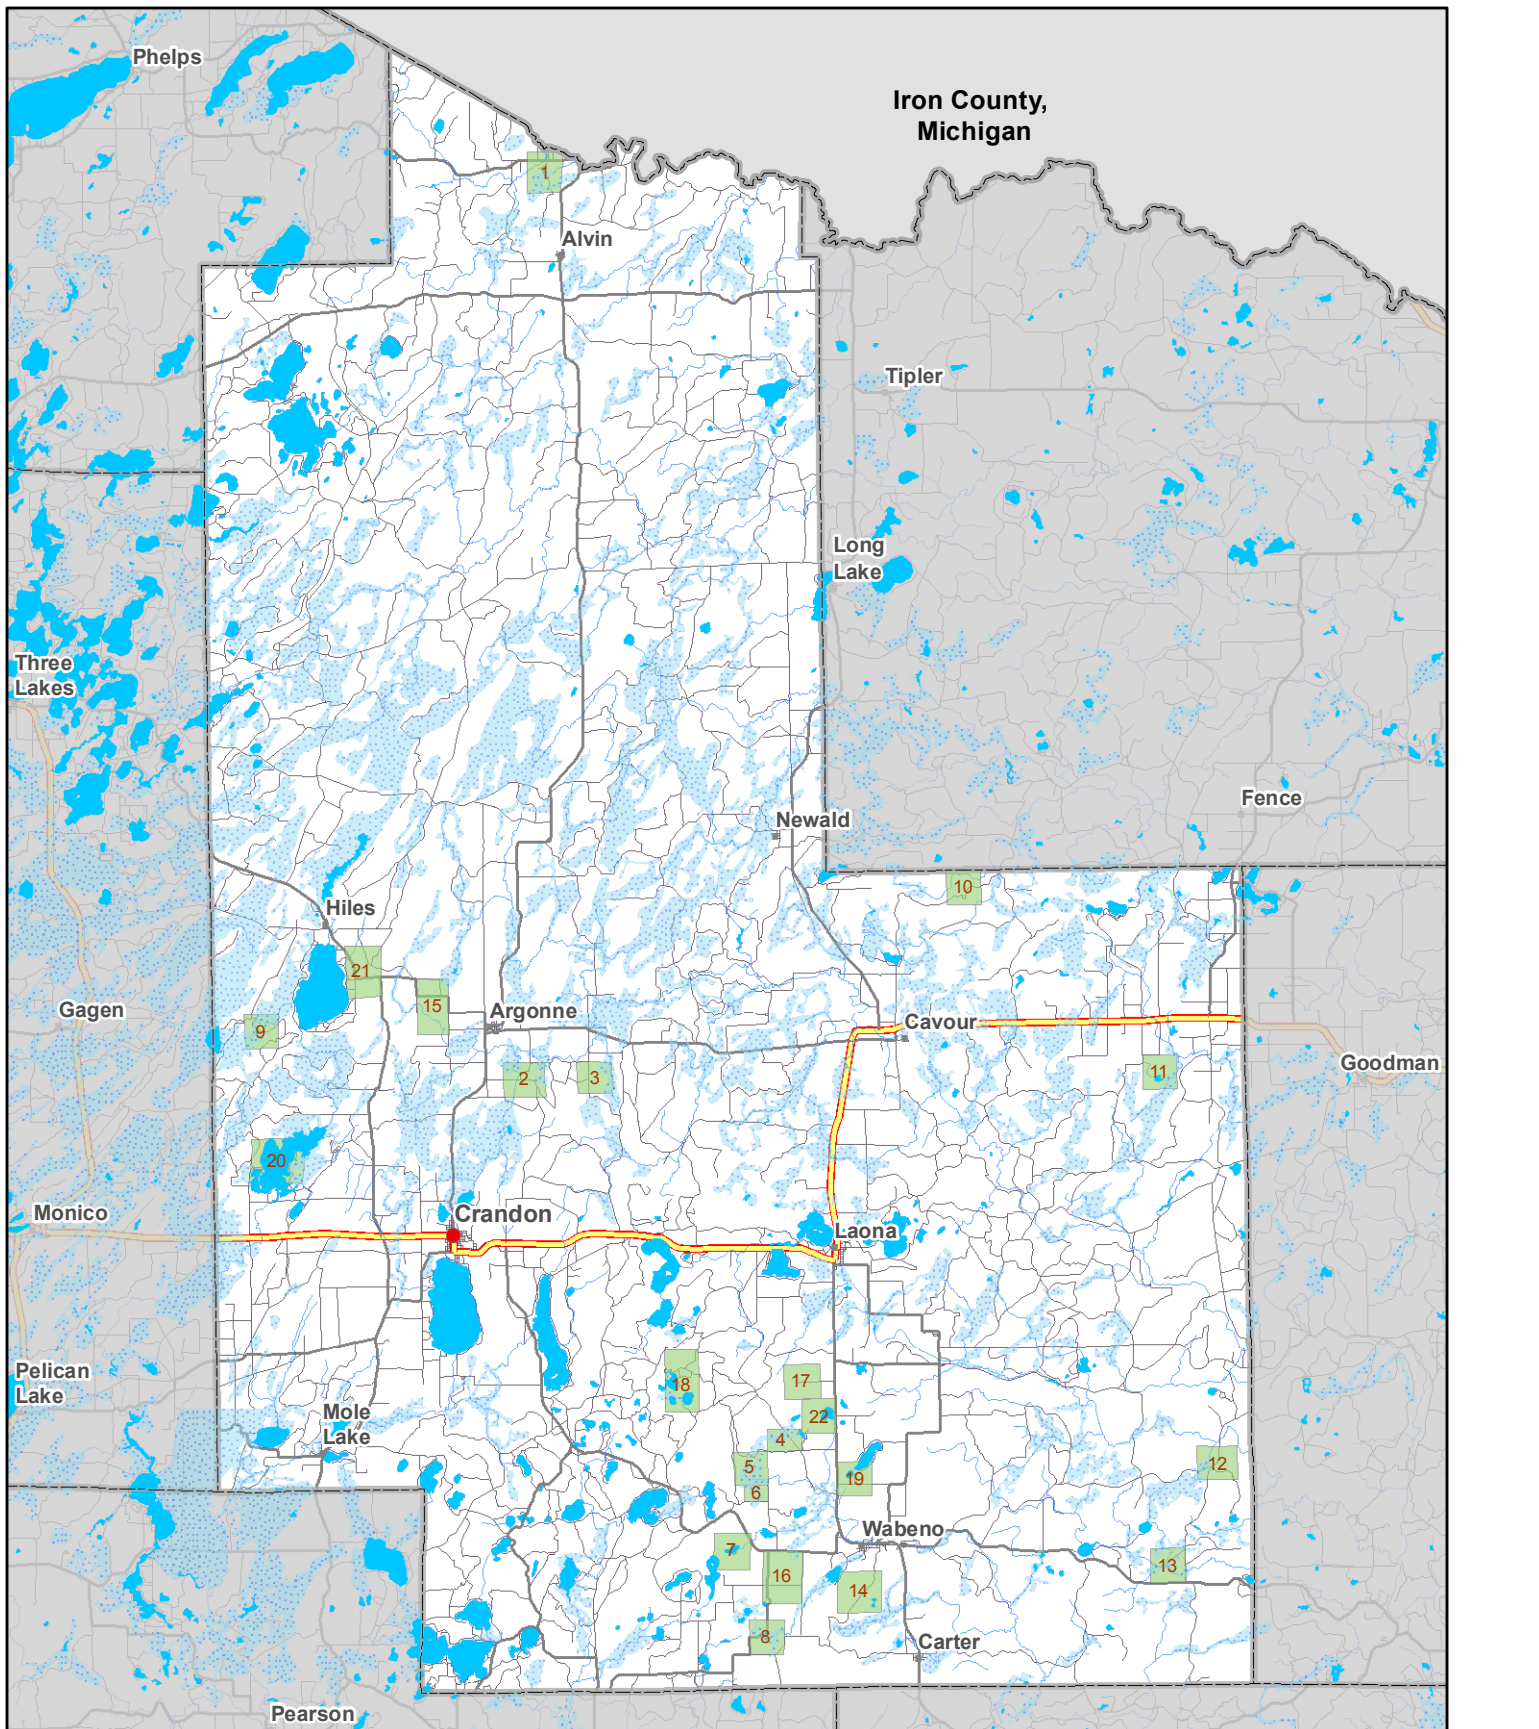 Phelps
Iron County,
Michigan
1
Alvin
Tipler
Long
Lake
Three
Lakes
Fence
Newald
10
Hiles
21
15
Gagen
Argonne
9
Cavour
Goodman
2
3
11
20
Monico
Crandon
Laona
Pelican
Lake
18
17
Mole
Lake
22
4
5
19
12
6
Wabeno
7
13
16
14
8
Carter
Pearson